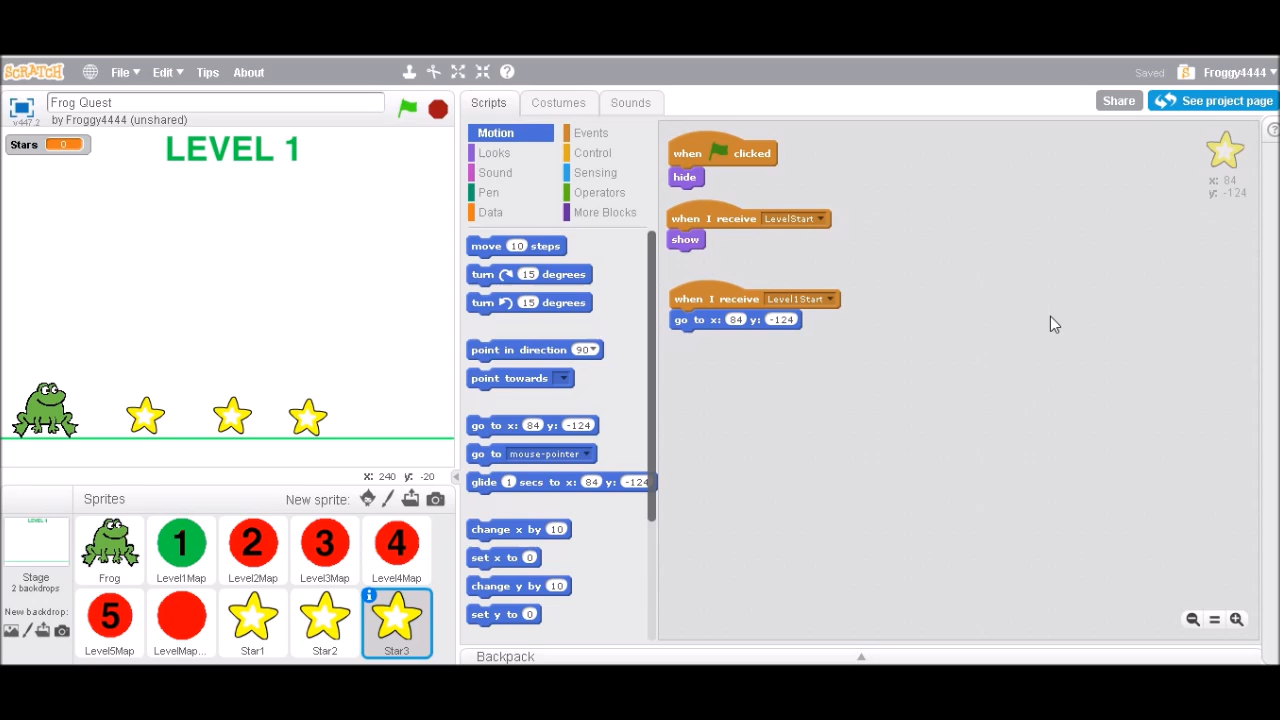 SCRATCH File Edit Tips About Saved Froggy4444
Frog Quest
v447.2 by Froggy4444 (unshared)
Scripts Costumes Sounds Share See project page
Stars 0
LEVEL 1
Motion Events
Looks Control
Sound Sensing
Pen Operators
Data More Blocks
move 10 steps
turn 15 degrees
turn 15 degrees
point in direction 90
point towards
go to x: 84 y: -124
go to mouse-pointer
glide 1 secs to x: 84 y: -124
change x by 10
set x to 0
change y by 10
set y to 0
when clicked
hide
when I receive LevelStart
show
when I receive Level1Start
go to x: 84 y: -124
x: 84
y: -124
x: 240 y: -20
Sprites New sprite:
LEVEL 1
Stage
2 backdrops
New backdrop:
1 2 3 4
Frog Level1Map Level2Map Level3Map Level4Map
5
Level5Map LevelMap... Star1 Star2 Star3
Backpack